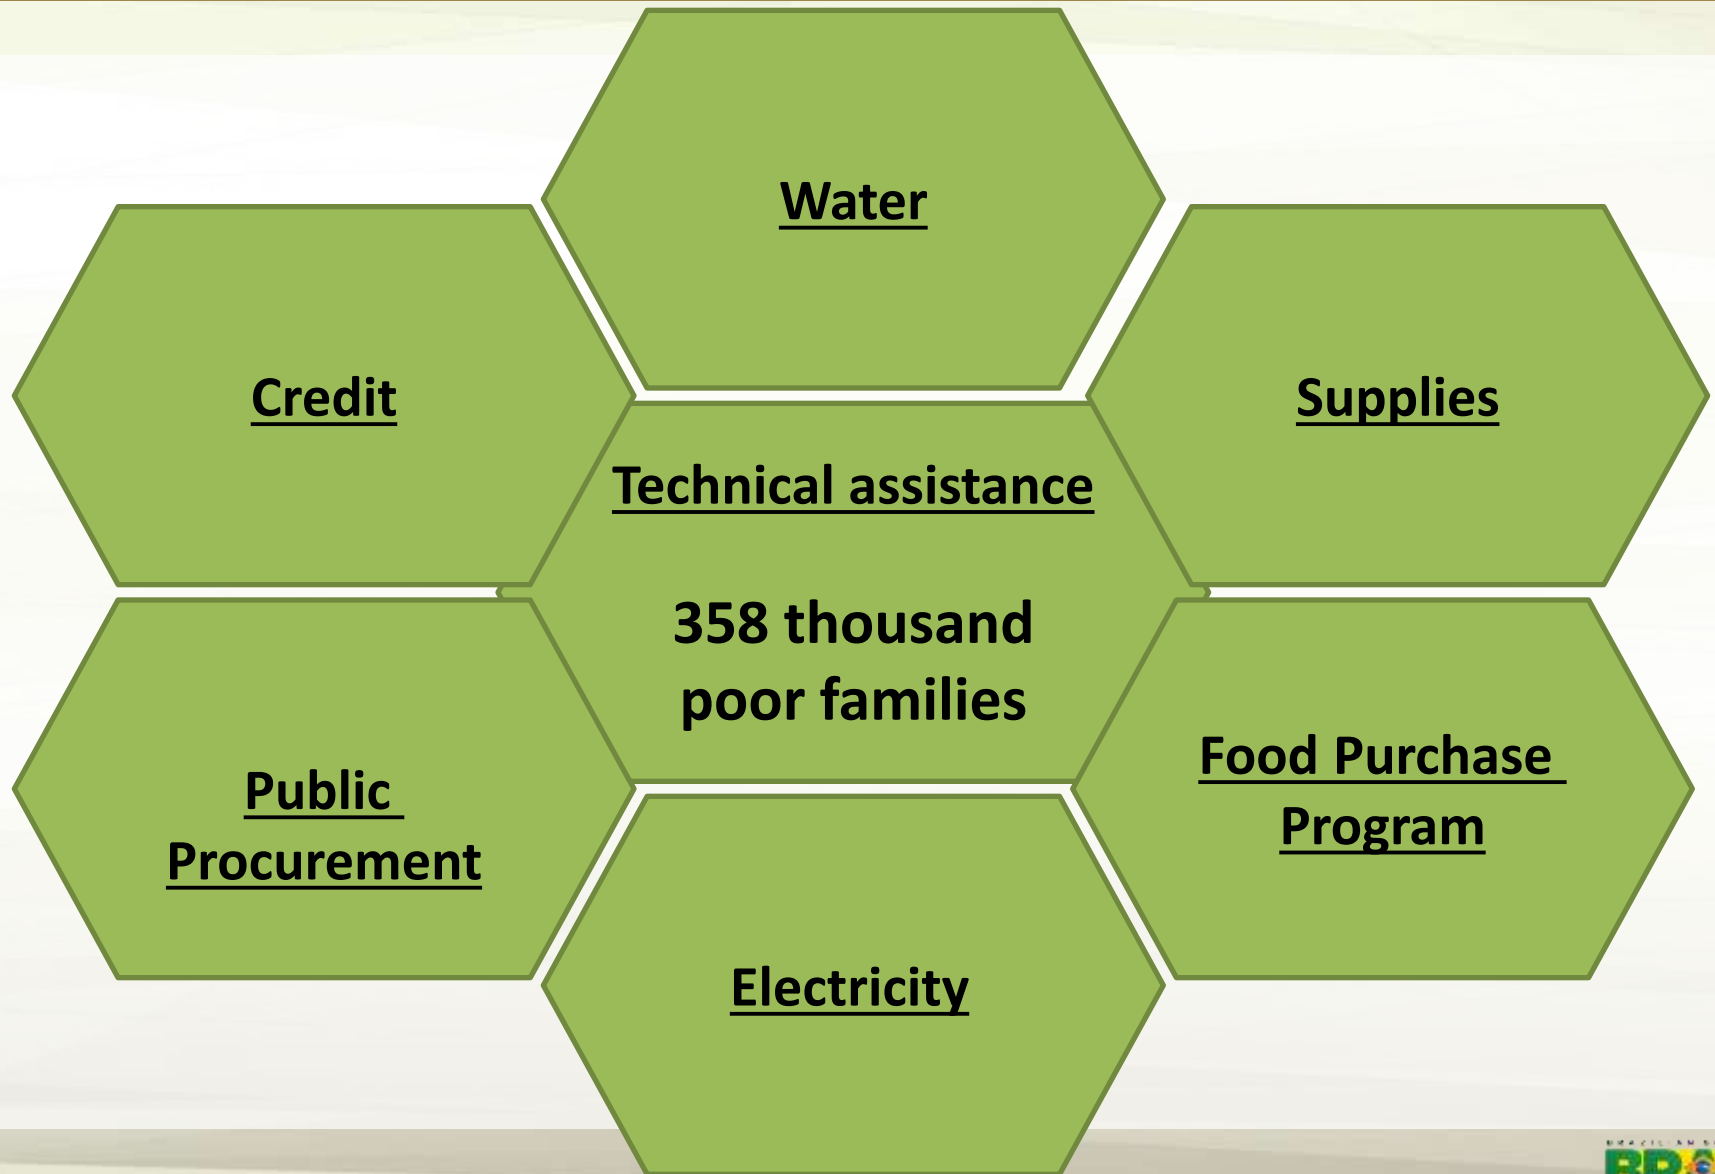 Water
Credit
Supplies
Technical assistance
358 thousand
poor families
Public
Procurement
Food Purchase
Program
Electricity